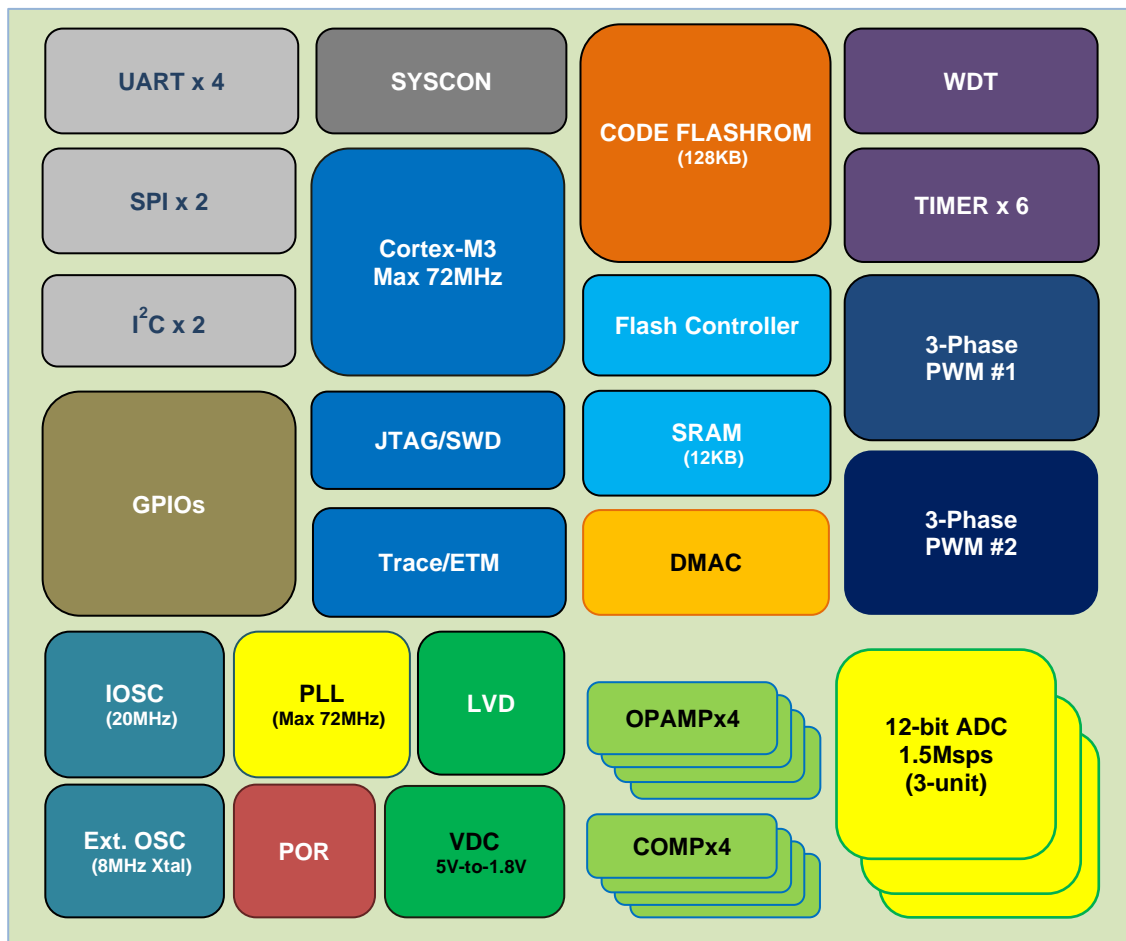 UART x 4
SYSCON
CODE FLASHROM
(128KB)
WDT
SPI x 2
Cortex-M3
Max 72MHz
TIMER x 6
I²C x 2
Flash Controller
3-Phase
PWM #1
GPIOs
JTAG/SWD
SRAM
(12KB)
Trace/ETM
DMAC
3-Phase
PWM #2
IOSC
(20MHz)
PLL
(Max 72MHz)
LVD
OPAMPx4
12-bit ADC
1.5Msps
(3-unit)
Ext. OSC
(8MHz Xtal)
POR
VDC
5V-to-1.8V
COMPx4